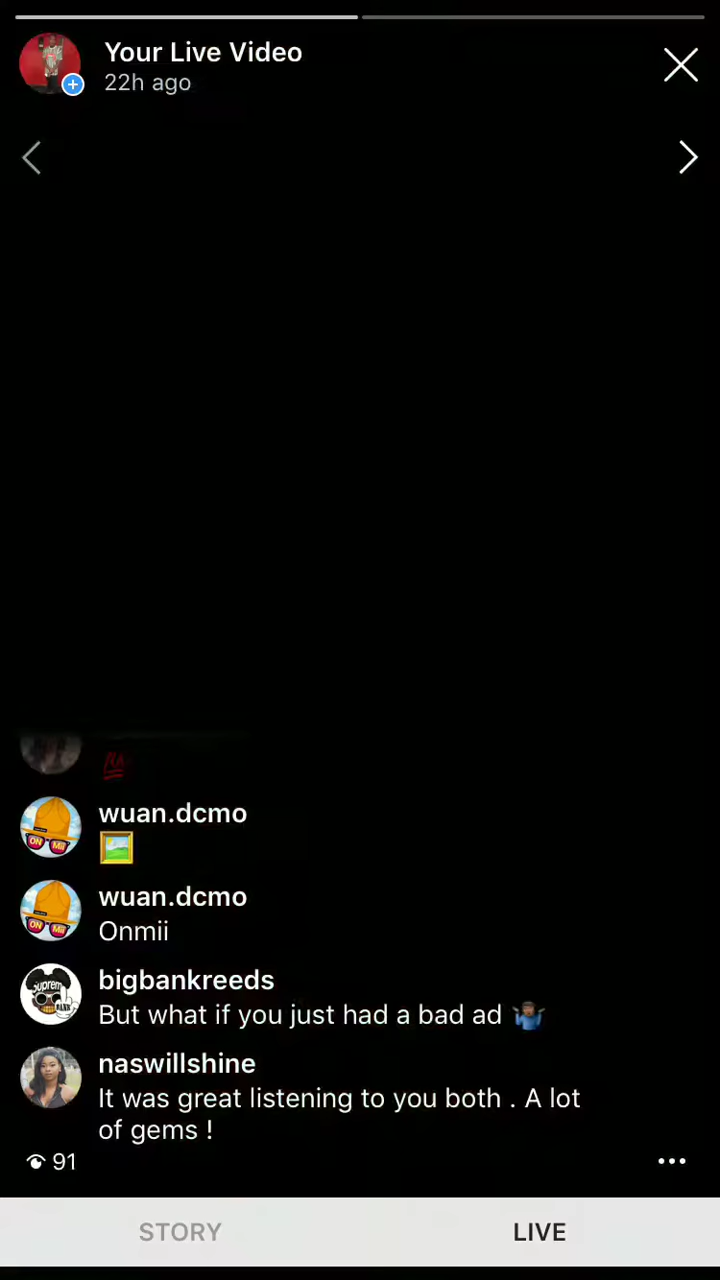 Your Live Video
22h ago
wuan.dcmo
wuan.dcmo
Onmii
bigbankreeds
But what if you just had a bad ad 🤷🏾‍♂️
naswillshine
It was great listening to you both . A lot
of gems !
91
STORY
LIVE